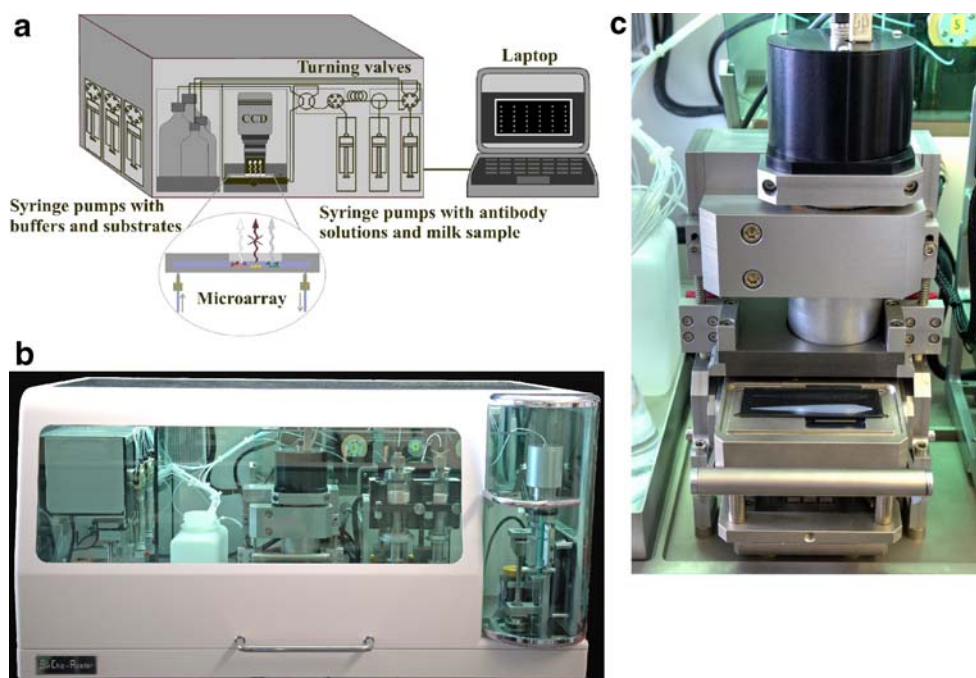 a
Turning valves
Laptop
CCD
Syringe pumps with
buffers and substrates
Syringe pumps with antibody
solutions and milk sample
Microarray
b
c
S